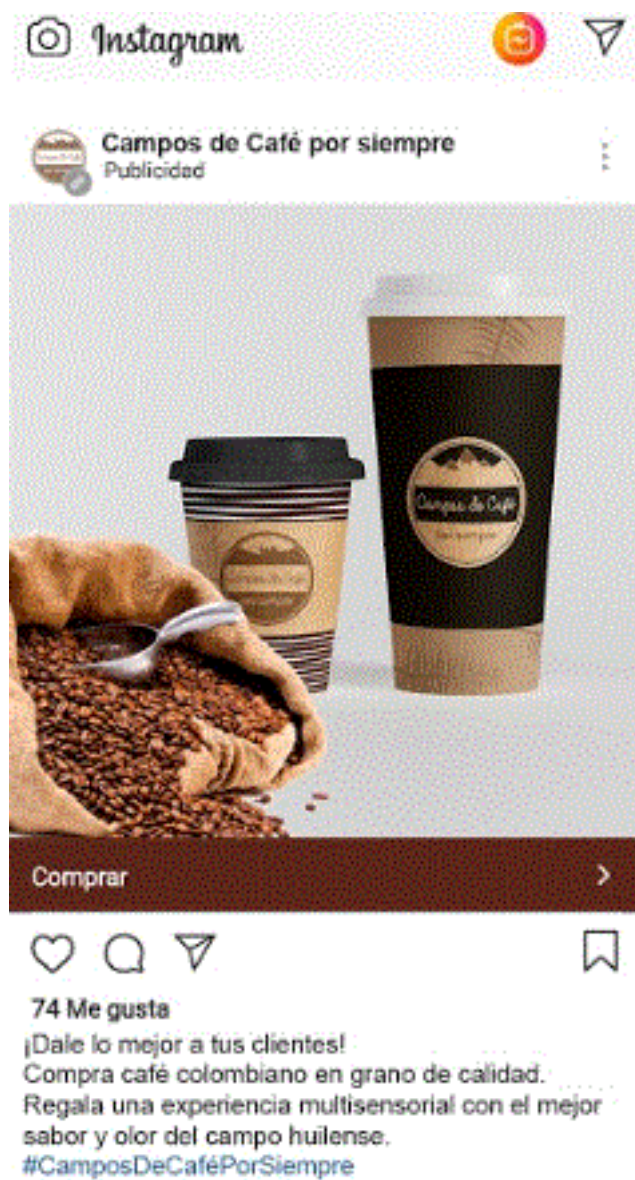 Instagram
Campos de Café por siempre
Publicidad
Campos de Café
Comprar
74 Me gusta
¡Dale lo mejor a tus clientes!
Compra café colombiano en grano de calidad.
Regala una experiencia multisensorial con el mejor
sabor y olor del campo huilense.
#CamposDeCaféPorSiempre